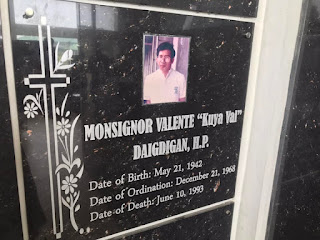 MONSIGNOR VALENTE "Kuya Val"
DAIGDIGAN, H.P.
Date of Birth: May 21, 1942
Date of Ordination: December 21, 1968
Date of Death: June 10, 1993